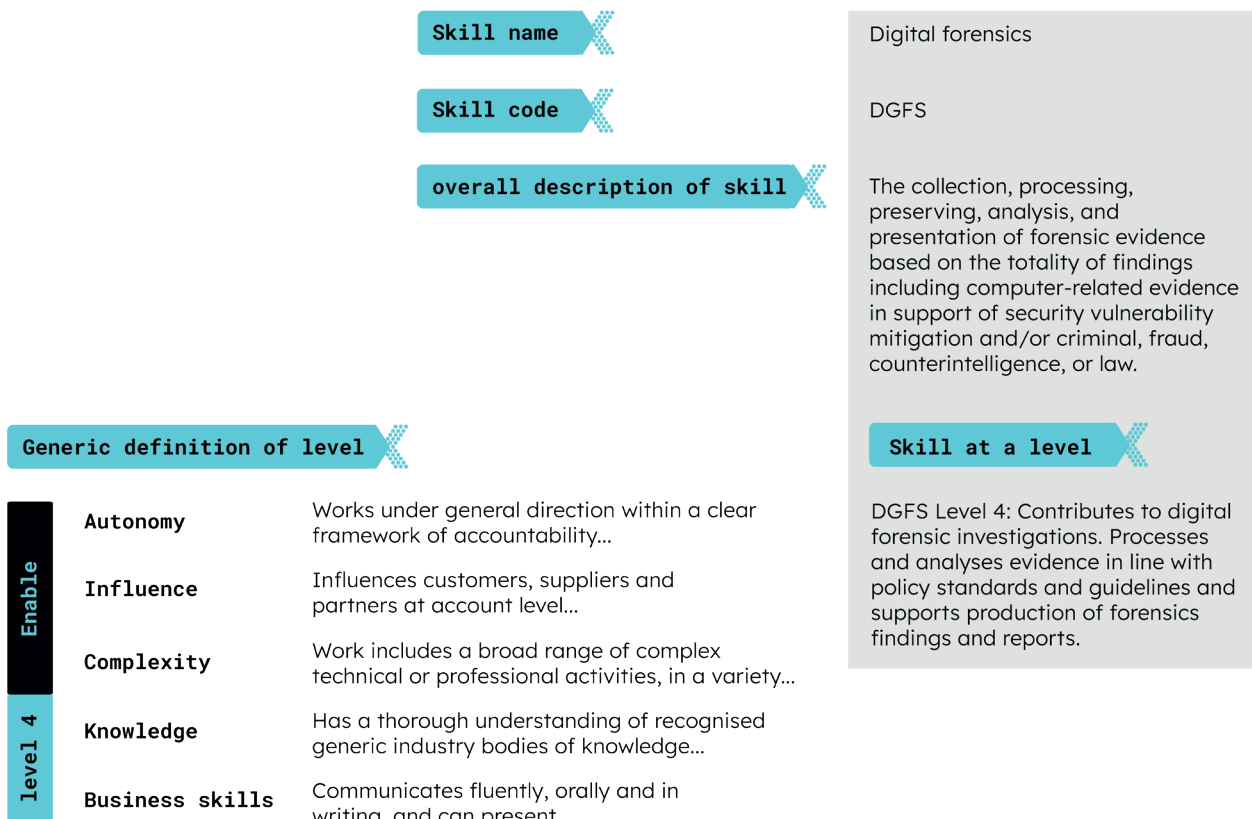 Skill name
Digital forensics
Skill code
DGFS
overall description of skill
The collection, processing,
preserving, analysis, and
presentation of forensic evidence
based on the totality of findings
including computer-related evidence
in support of security vulnerability
mitigation and/or criminal, fraud,
counterintelligence, or law.
Generic definition of level
Skill at a level
Enable
level 4
Autonomy
Works under general direction within a clear
framework of accountability...
Influence
Influences customers, suppliers and
partners at account level...
Complexity
Work includes a broad range of complex
technical or professional activities, in a variety...
Knowledge
Has a thorough understanding of recognised
generic industry bodies of knowledge...
Business skills
Communicates fluently, orally and in
writing, and can present
DGFS Level 4: Contributes to digital
forensic investigations. Processes
and analyses evidence in line with
policy standards and guidelines and
supports production of forensics
findings and reports.